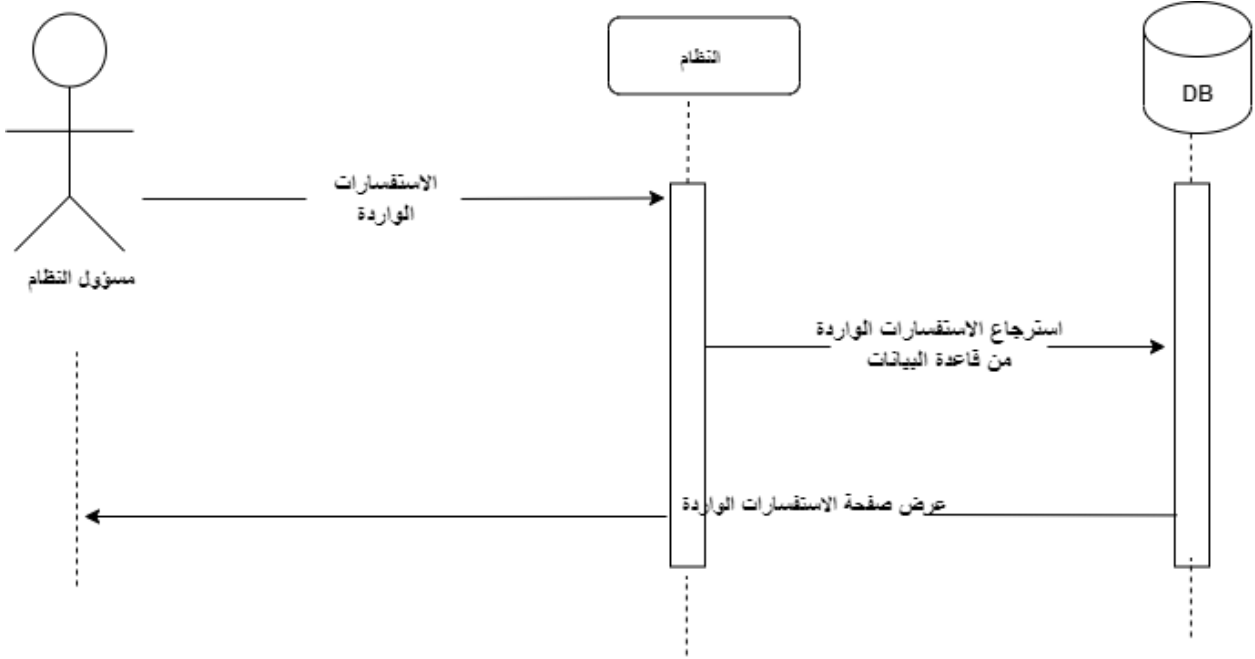 النظام
DB
الاستفسارات
الواردة
مسؤول النظام
استرجاع الاستفسارات الواردة
من قاعدة البيانات
عرض صفحة الاستفسارات الواردة